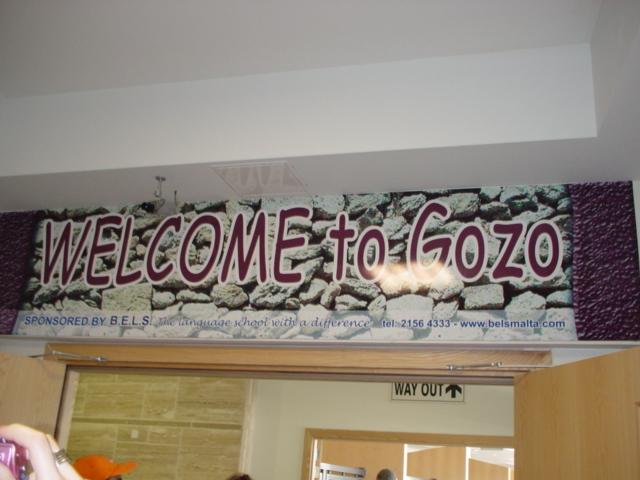 WELCOME to Gozo
SPONSORED BY B.E.L.S. The language school with a difference tel: 2156 4333 - www.belsmalta.com
WAY OUT